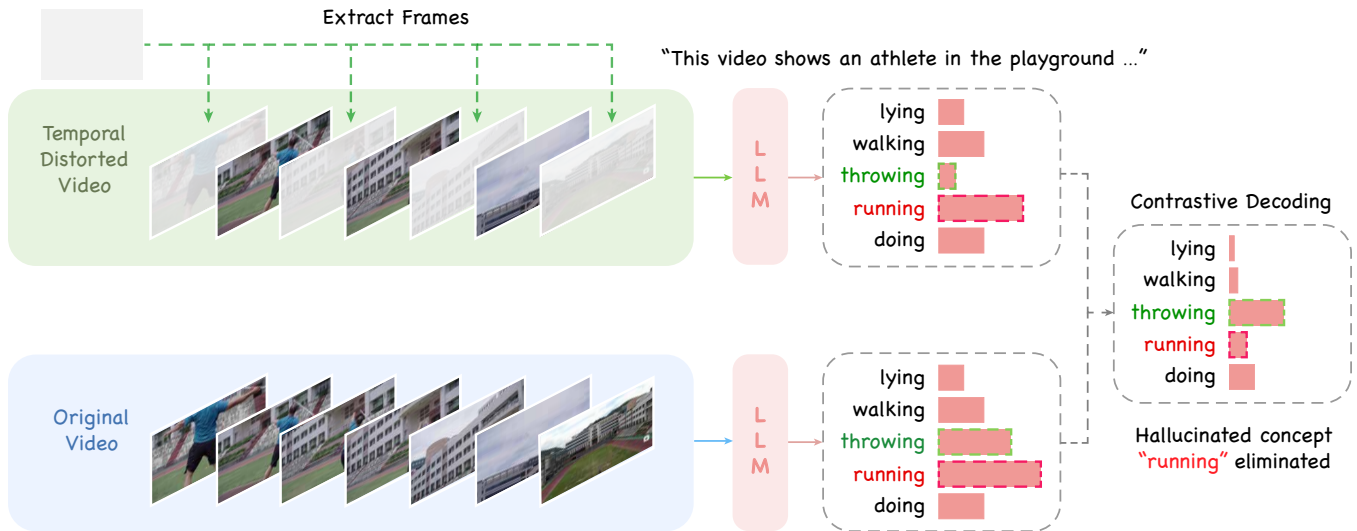 Extract Frames
"This video shows an athlete in the playground ..."
Temporal
Distorted
Video
L
L
M
lying
walking
throwing
running
doing
Contrastive Decoding
lying
walking
throwing
running
doing
Hallucinated concept
"running" eliminated
Original
Video
L
L
M
lying
walking
throwing
running
doing